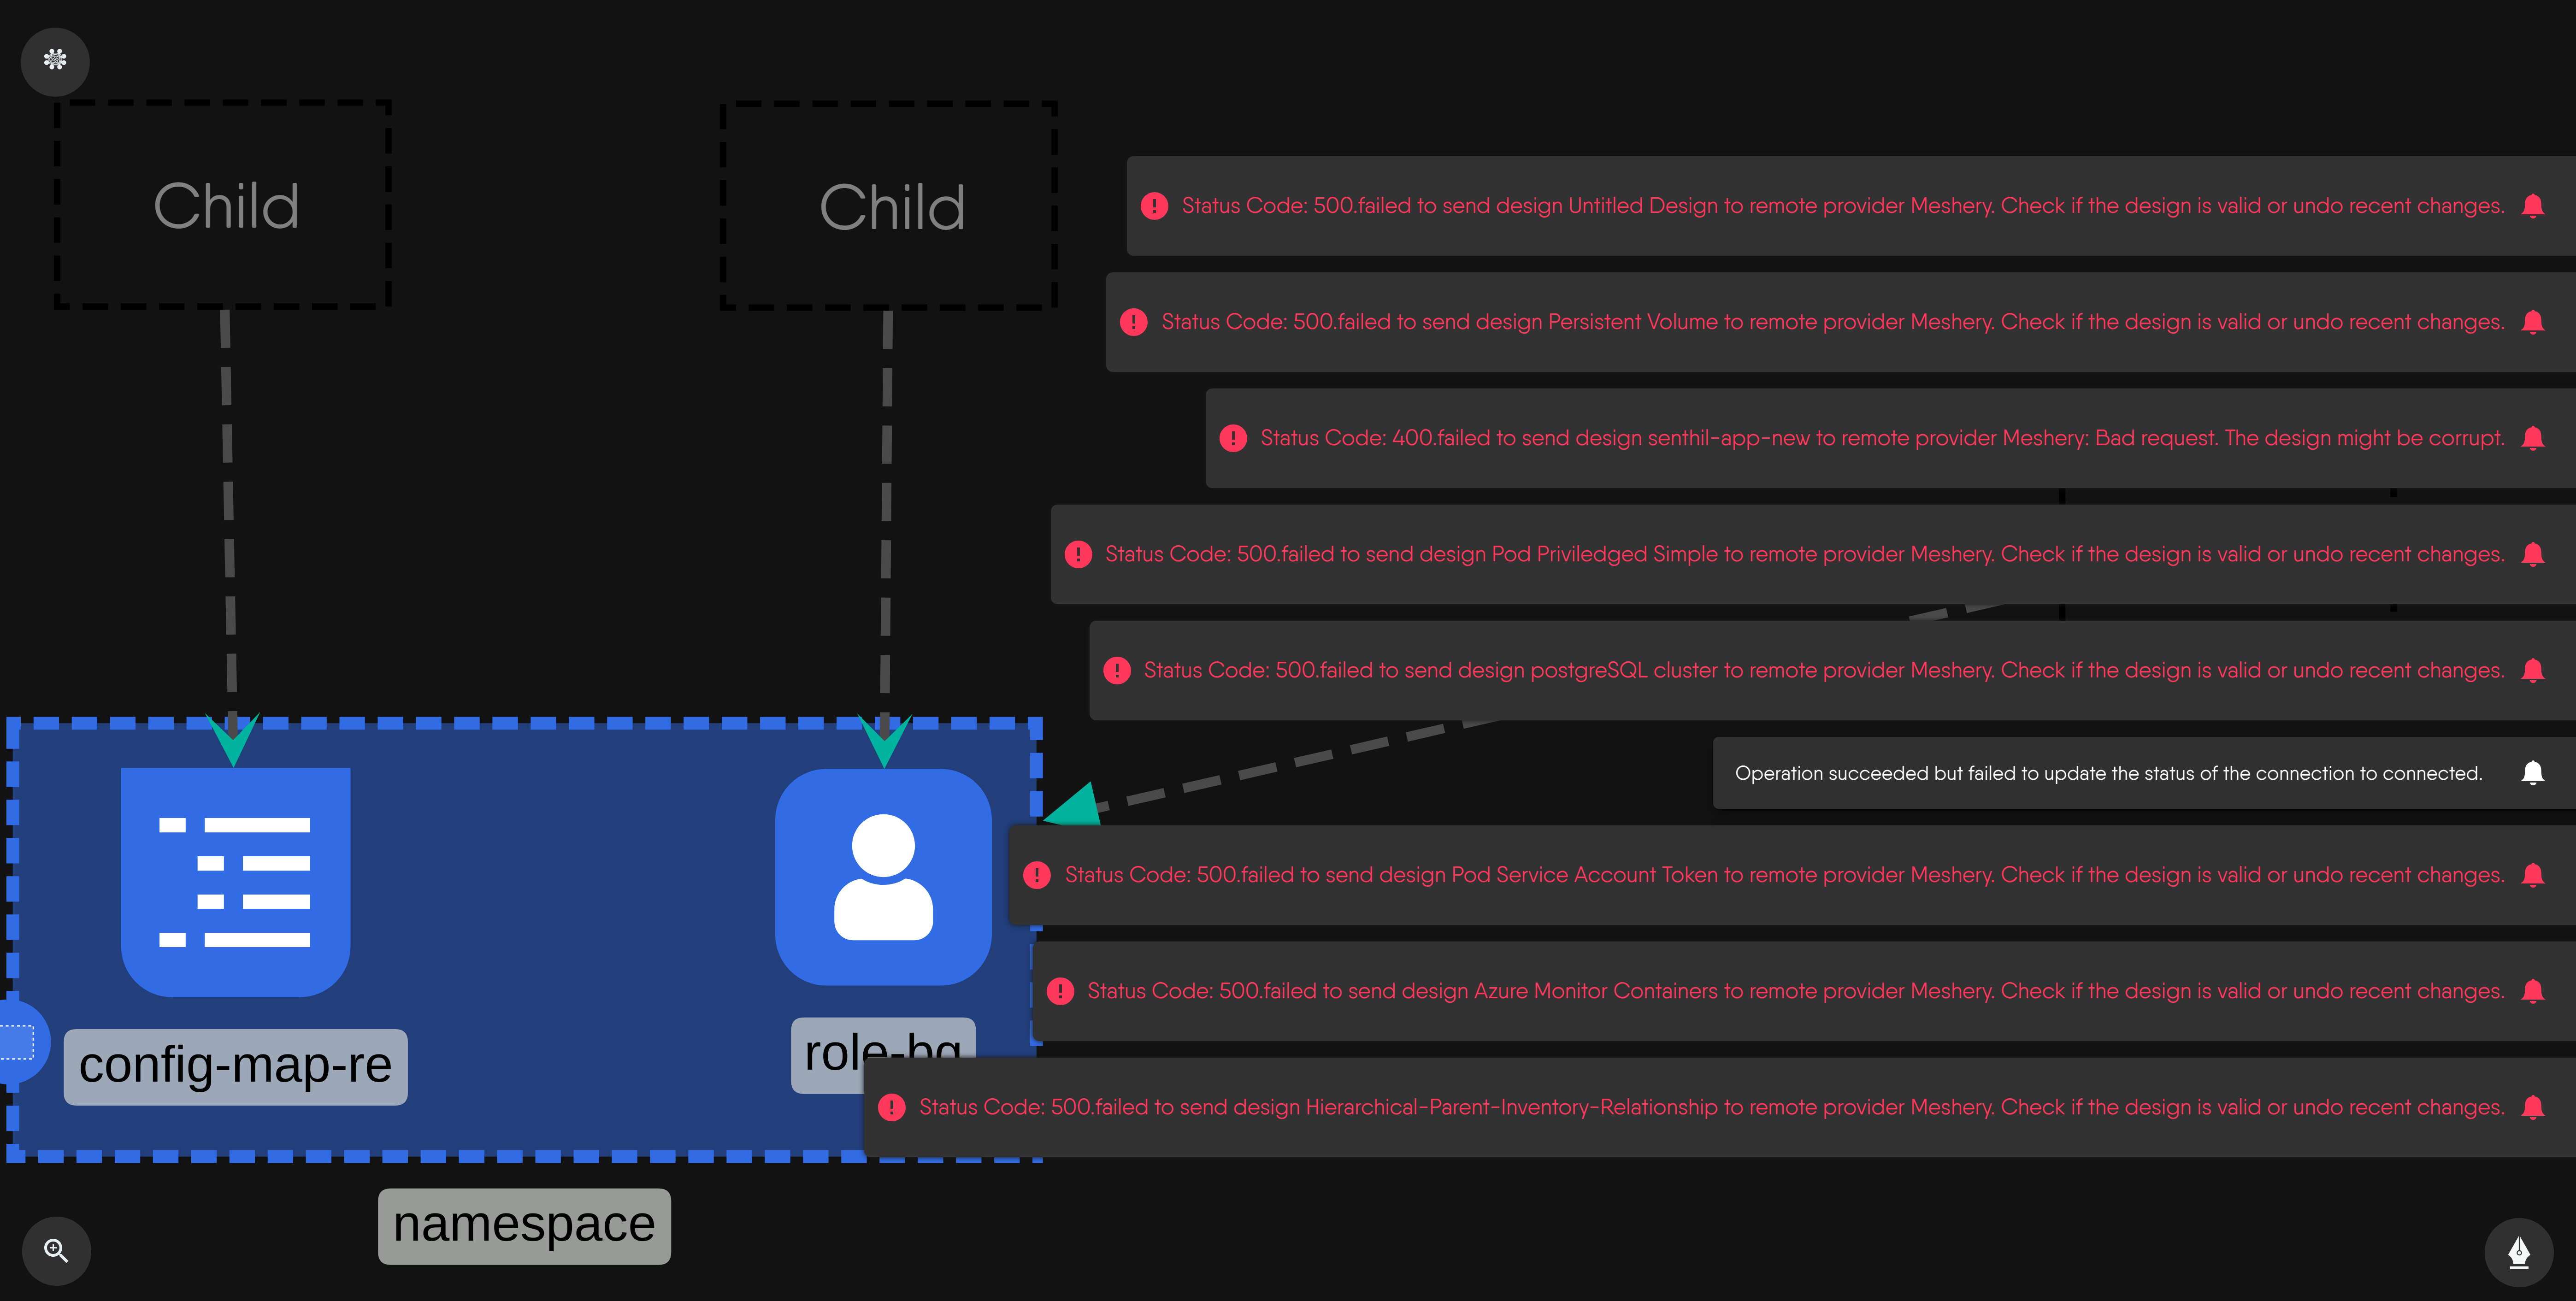 Child
Child
Status Code: 500.failed to send design Untitled Design to remote provider Meshery. Check if the design is valid or undo recent changes.
Status Code: 500.failed to send design Persistent Volume to remote provider Meshery. Check if the design is valid or undo recent changes.
Status Code: 400.failed to send design senthil-app-new to remote provider Meshery: Bad request. The design might be corrupt.
Status Code: 500.failed to send design Pod Priviledged Simple to remote provider Meshery. Check if the design is valid or undo recent changes.
Status Code: 500.failed to send design postgreSQL cluster to remote provider Meshery. Check if the design is valid or undo recent changes.
Operation succeeded but failed to update the status of the connection to connected.
Status Code: 500.failed to send design Pod Service Account Token to remote provider Meshery. Check if the design is valid or undo recent changes.
Status Code: 500.failed to send design Azure Monitor Containers to remote provider Meshery. Check if the design is valid or undo recent changes.
Status Code: 500.failed to send design Hierarchical-Parent-Inventory-Relationship to remote provider Meshery. Check if the design is valid or undo recent changes.
config-map-re
namespace